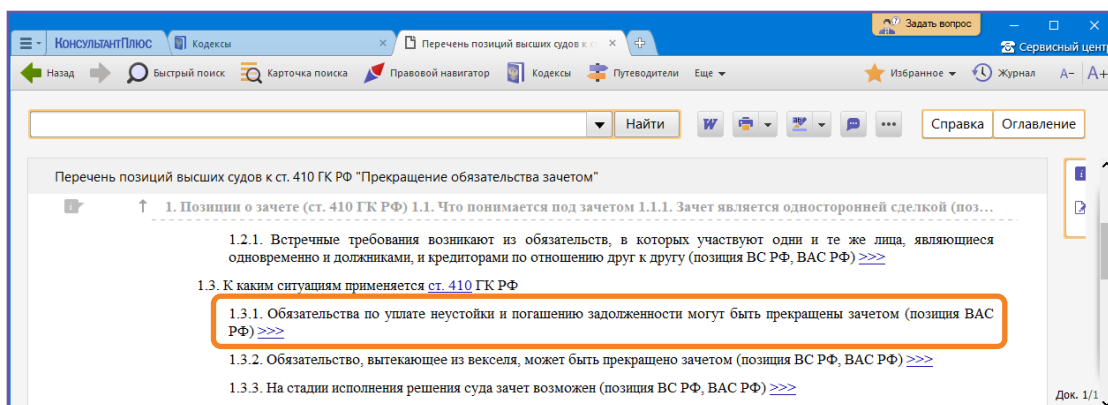 Задать вопрос
КонсультантПлюс Кодексы × Перечень позиций высших судов к ×
Сервисный цент
Назад Быстрый поиск Карточка поиска Правовой навигатор Кодексы Путеводители Еще Избранное Журнал A− A+
Найти W ••• Справка Оглавление
Перечень позиций высших судов к ст. 410 ГК РФ "Прекращение обязательства зачетом"
↑ 1. Позиции о зачете (ст. 410 ГК РФ) 1.1. Что понимается под зачетом 1.1.1. Зачет является односторонней сделкой (поз...
1.2.1. Встречные требования возникают из обязательств, в которых участвуют одни и те же лица, являющиеся
одновременно и должниками, и кредиторами по отношению друг к другу (позиция ВС РФ, ВАС РФ) >>>
1.3. К каким ситуациям применяется ст. 410 ГК РФ
1.3.1. Обязательства по уплате неустойки и погашению задолженности могут быть прекращены зачетом (позиция ВАС
РФ) >>>
1.3.2. Обязательство, вытекающее из векселя, может быть прекращено зачетом (позиция ВС РФ, ВАС РФ) >>>
1.3.3. На стадии исполнения решения суда зачет возможен (позиция ВС РФ, ВАС РФ) >>>
Док. 1/1